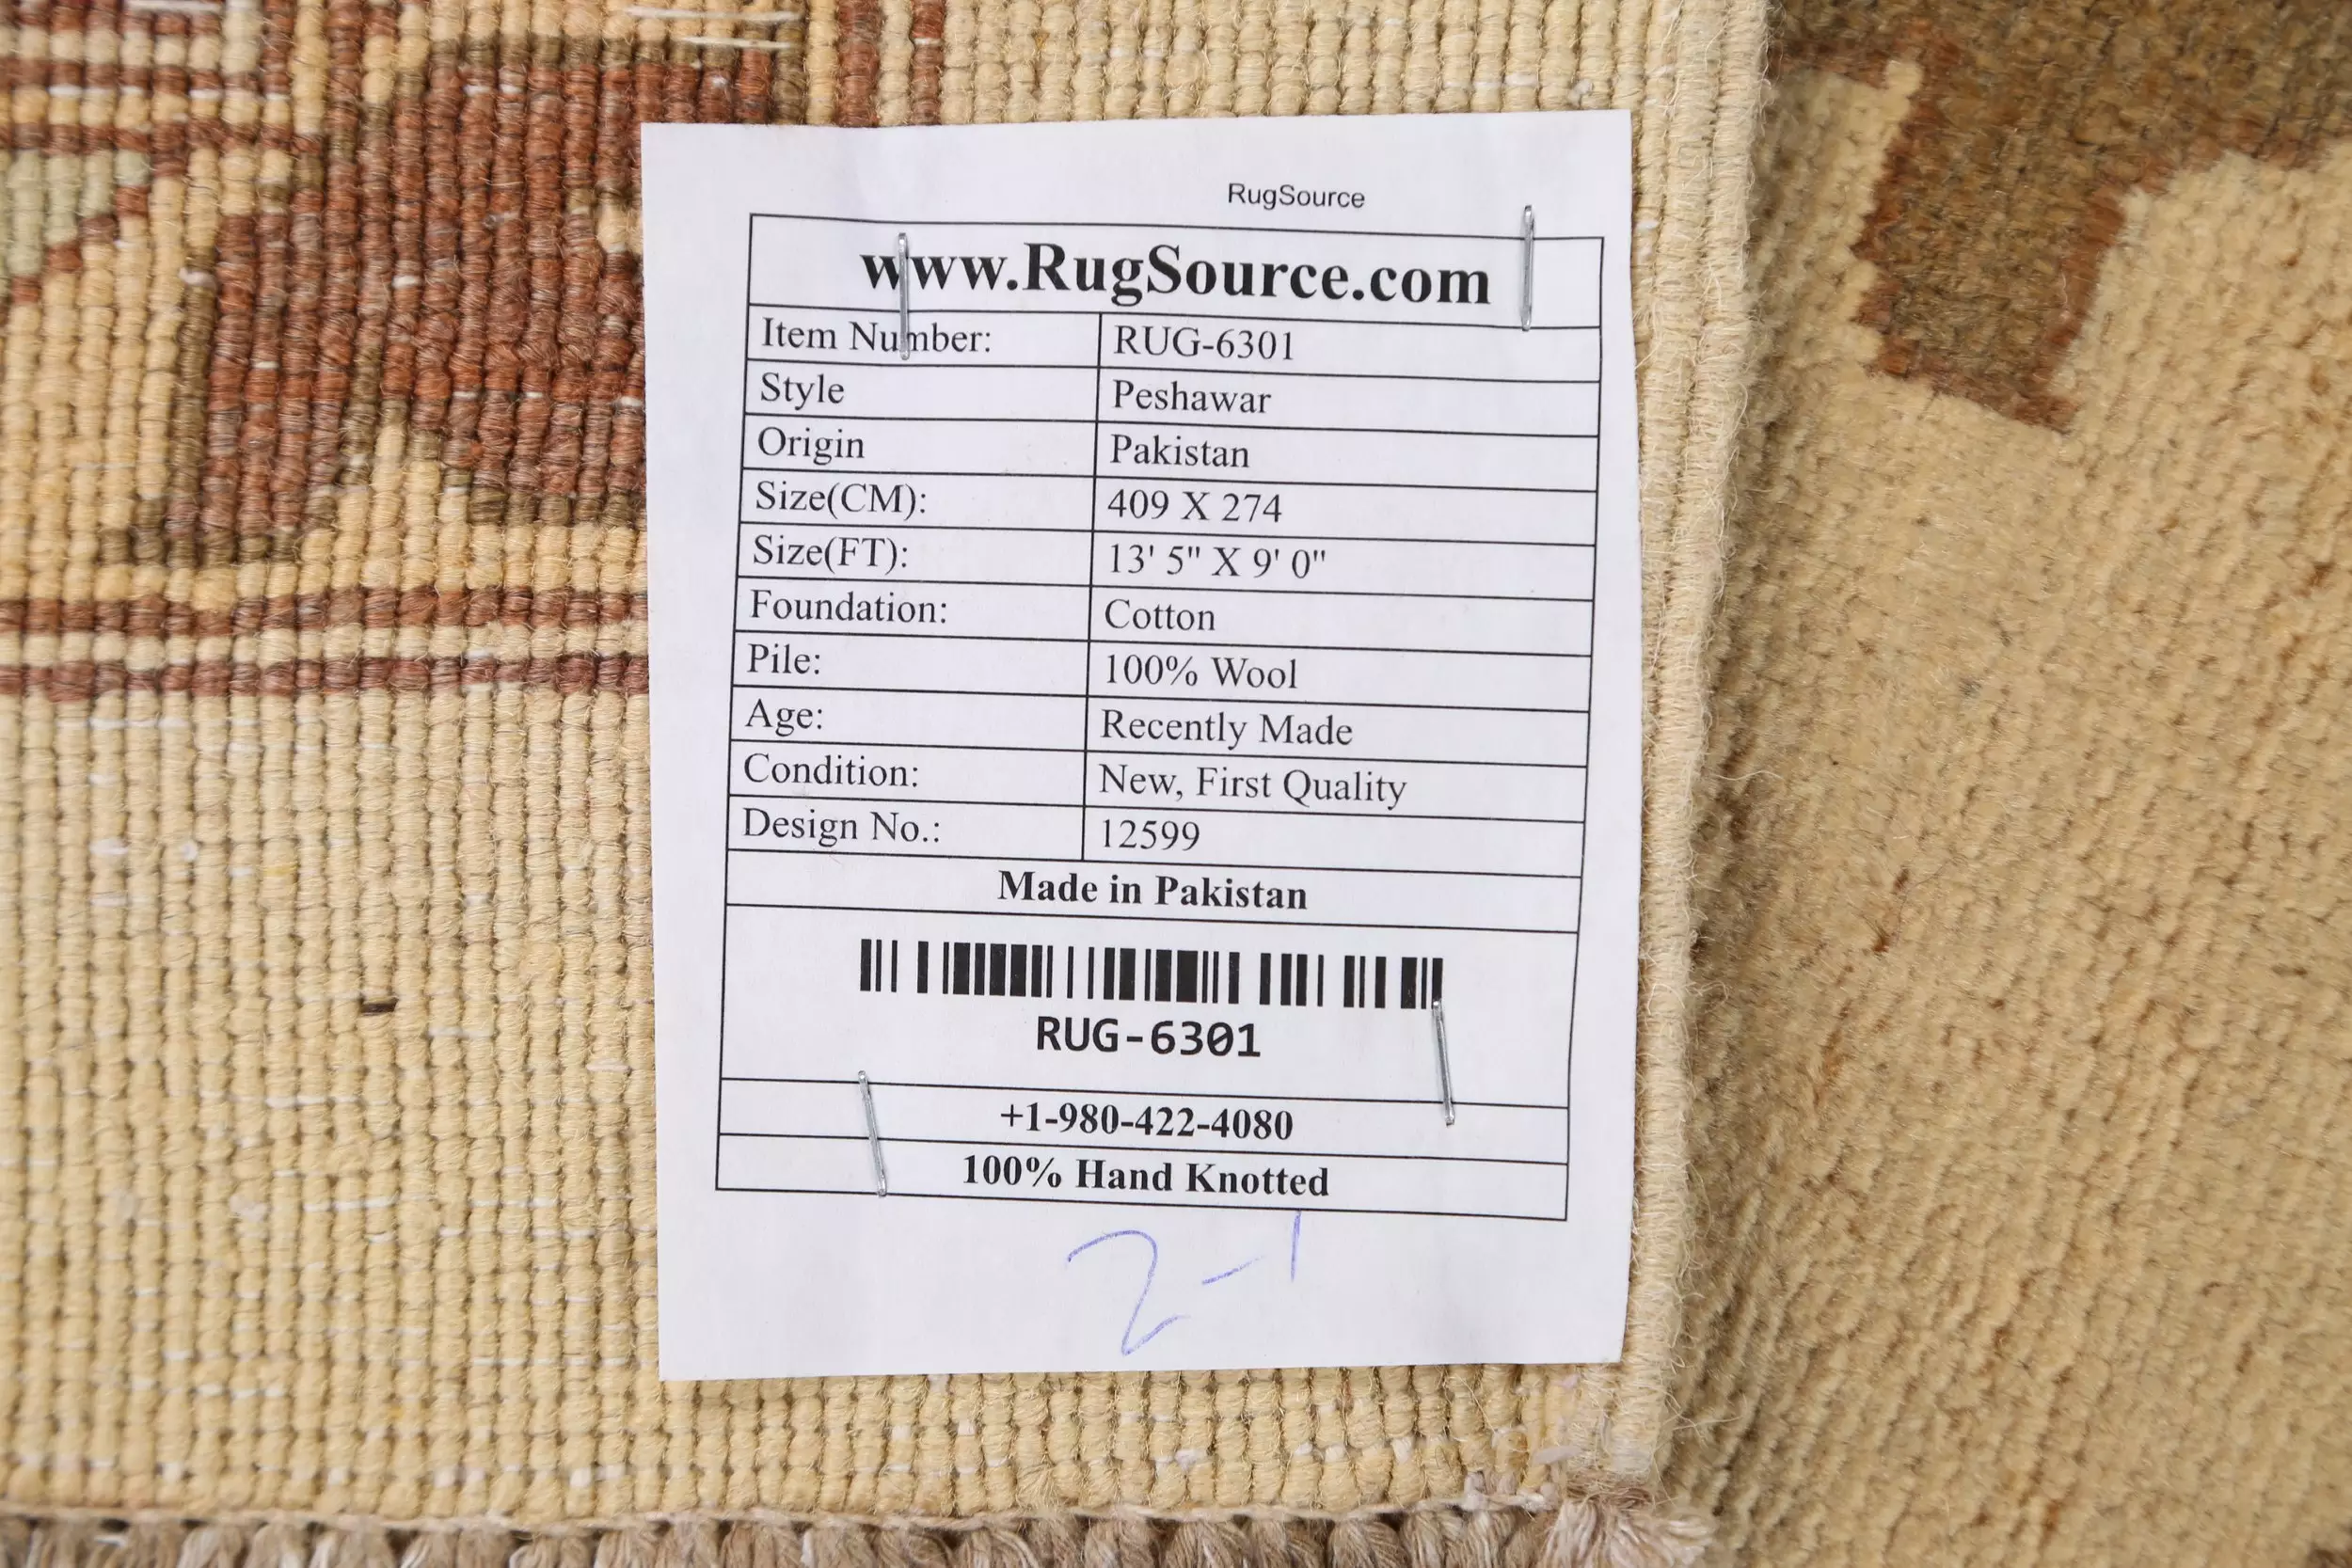 RugSource
www.RugSource.com
Item Number: RUG-6301
Style Peshawar
Origin Pakistan
Size(CM): 409 X 274
Size(FT): 13' 5" X 9' 0"
Foundation: Cotton
Pile: 100% Wool
Age: Recently Made
Condition: New, First Quality
Design No.: 12599
Made in Pakistan
RUG-6301
+1-980-422-4080
100% Hand Knotted
2-1